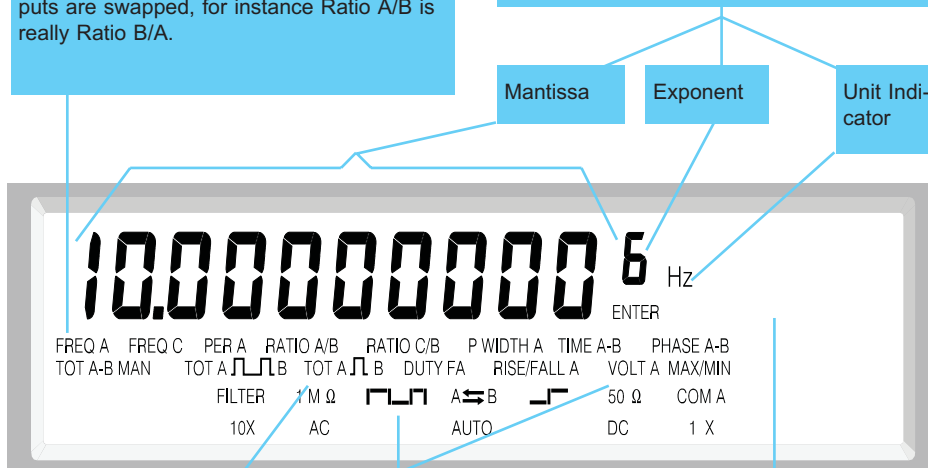 puts are swapped, for instance Ratio A/B is
really Ratio B/A.
Mantissa
Exponent
Unit Indi-
cator
10.000000000 6 Hz
ENTER
FREQ A FREQ C PER A RATIO A/B RATIO C/B P WIDTH A TIME A-B PHASE A-B
TOT A-B MAN TOT A B TOT A B DUTY FA RISE/FALL A VOLT A MAX/MIN
FILTER 1 M Ω A B 50 Ω COM A
10X AC AUTO DC 1 X